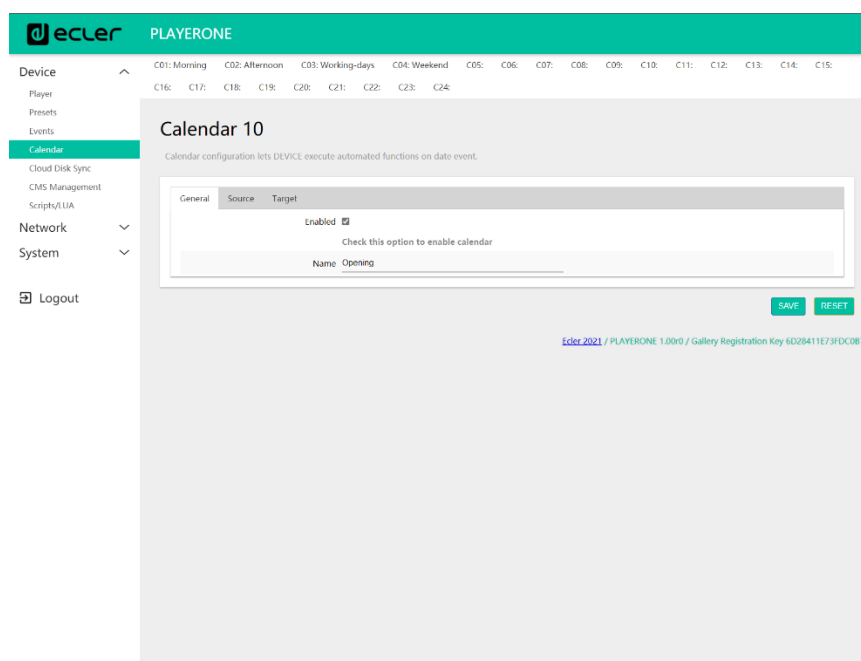 ecler PLAYERONE
Device
Player
Presets
Events
Calendar
Cloud Disk Sync
CMS Management
Scripts/LUA
Network
System
Logout
C01: Morning C02: Afternoon C03: Working-days C04: Weekend C05: C06: C07: C08: C09: C10: C11: C12: C13: C14: C15:
C16: C17: C18: C19: C20: C21: C22: C23: C24:
Calendar 10
Calendar configuration lets DEVICE execute automated functions on date event.
General Source Target
Enabled
Check this option to enable calendar
Name Opening
SAVE RESET
Ecler 2021 / PLAYERONE 1.00r0 / Gallery Registration Key 6D28411E73FDC0B